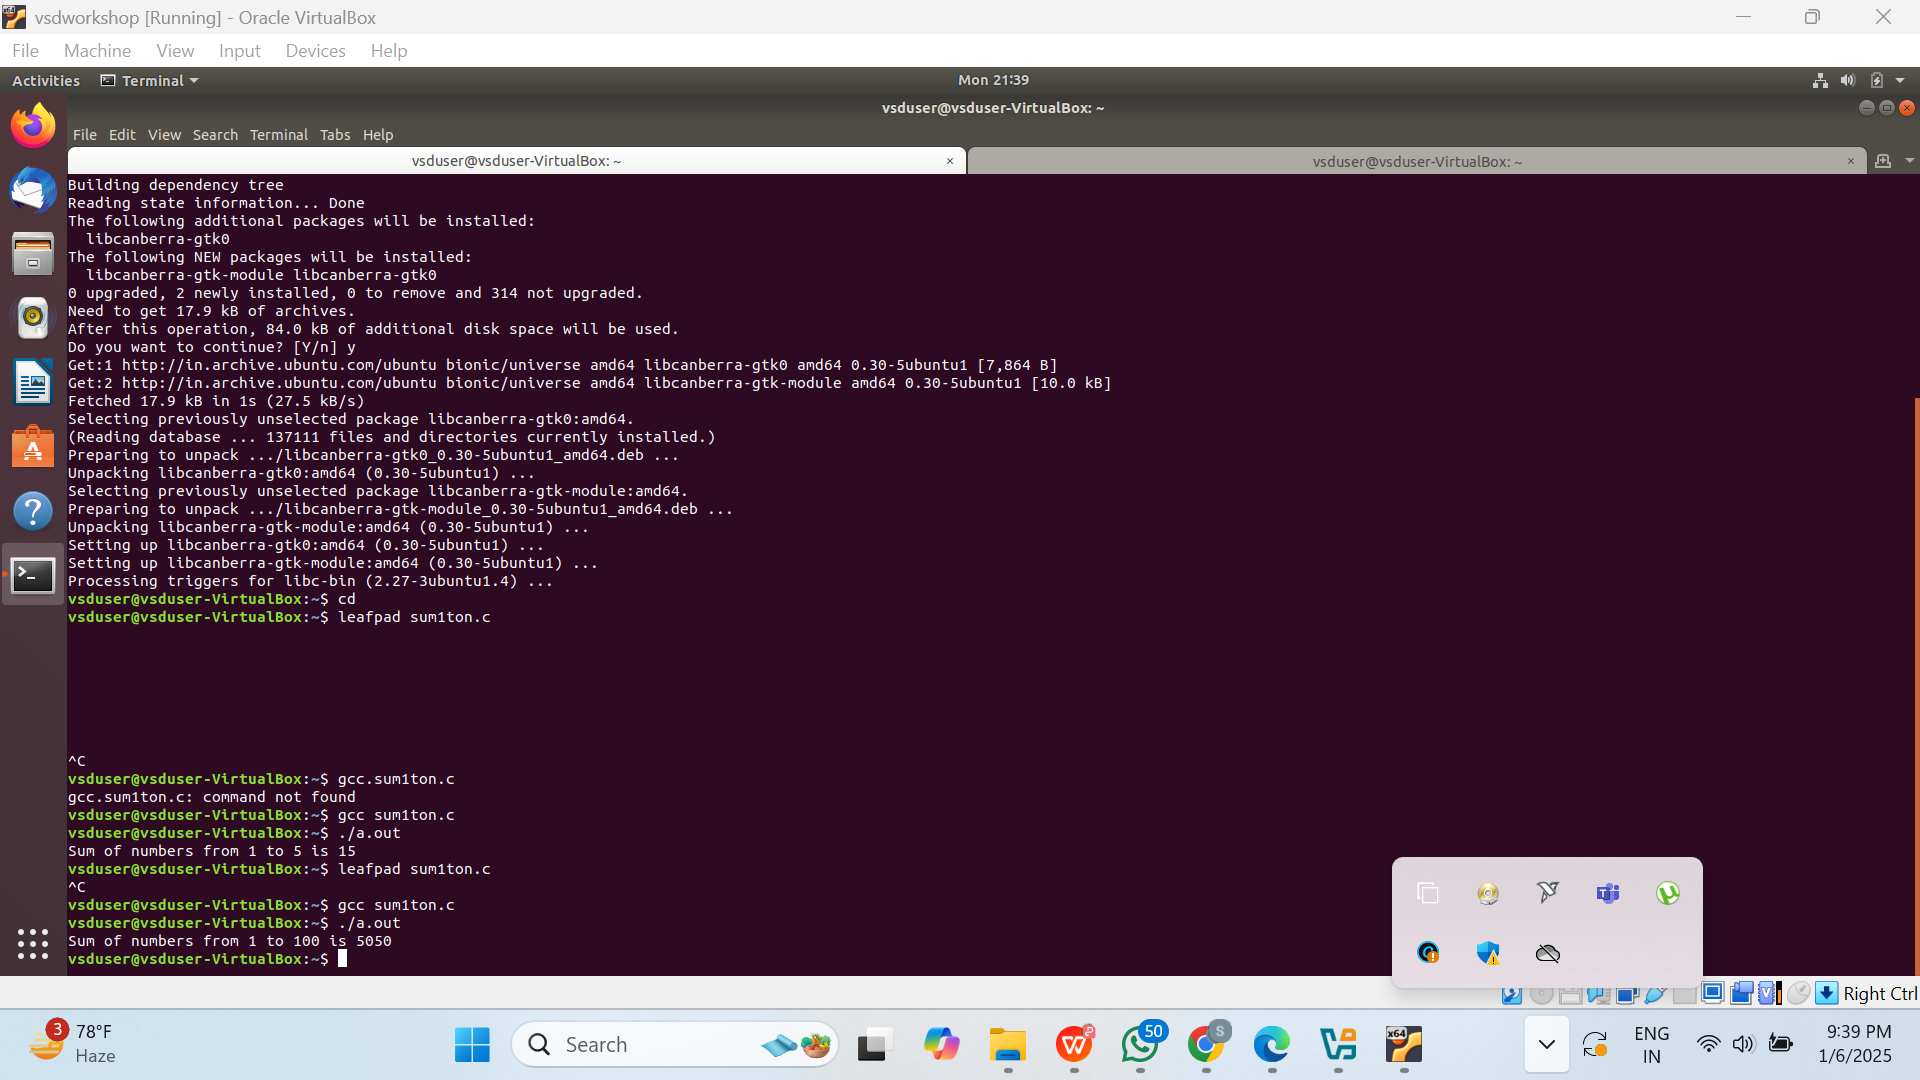 vsdworkshop [Running] - Oracle VirtualBox
File Machine View Input Devices Help
Activities Terminal Mon 21:39
vsduser@vsduser-VirtualBox: ~
File Edit View Search Terminal Tabs Help
vsduser@vsduser-VirtualBox: ~ × vsduser@vsduser-VirtualBox: ~ ×
Building dependency tree
Reading state information... Done
The following additional packages will be installed:
  libcanberra-gtk0
The following NEW packages will be installed:
  libcanberra-gtk-module libcanberra-gtk0
0 upgraded, 2 newly installed, 0 to remove and 314 not upgraded.
Need to get 17.9 kB of archives.
After this operation, 84.0 kB of additional disk space will be used.
Do you want to continue? [Y/n] y
Get:1 http://in.archive.ubuntu.com/ubuntu bionic/universe amd64 libcanberra-gtk0 amd64 0.30-5ubuntu1 [7,864 B]
Get:2 http://in.archive.ubuntu.com/ubuntu bionic/universe amd64 libcanberra-gtk-module amd64 0.30-5ubuntu1 [10.0 kB]
Fetched 17.9 kB in 1s (27.5 kB/s)
Selecting previously unselected package libcanberra-gtk0:amd64.
(Reading database ... 137111 files and directories currently installed.)
Preparing to unpack .../libcanberra-gtk0_0.30-5ubuntu1_amd64.deb ...
Unpacking libcanberra-gtk0:amd64 (0.30-5ubuntu1) ...
Selecting previously unselected package libcanberra-gtk-module:amd64.
Preparing to unpack .../libcanberra-gtk-module_0.30-5ubuntu1_amd64.deb ...
Unpacking libcanberra-gtk-module:amd64 (0.30-5ubuntu1) ...
Setting up libcanberra-gtk0:amd64 (0.30-5ubuntu1) ...
Setting up libcanberra-gtk-module:amd64 (0.30-5ubuntu1) ...
Processing triggers for libc-bin (2.27-3ubuntu1.4) ...
vsduser@vsduser-VirtualBox:~$ cd
vsduser@vsduser-VirtualBox:~$ leafpad sum1ton.c
^C
vsduser@vsduser-VirtualBox:~$ gcc.sum1ton.c
gcc.sum1ton.c: command not found
vsduser@vsduser-VirtualBox:~$ gcc sum1ton.c
vsduser@vsduser-VirtualBox:~$ ./a.out
Sum of numbers from 1 to 5 is 15
vsduser@vsduser-VirtualBox:~$ leafpad sum1ton.c
^C
vsduser@vsduser-VirtualBox:~$ gcc sum1ton.c
vsduser@vsduser-VirtualBox:~$ ./a.out
Sum of numbers from 1 to 100 is 5050
vsduser@vsduser-VirtualBox:~$
Right Ctrl
3 78°F
Haze
Search
50
S
x64
ENG
IN
9:39 PM
1/6/2025